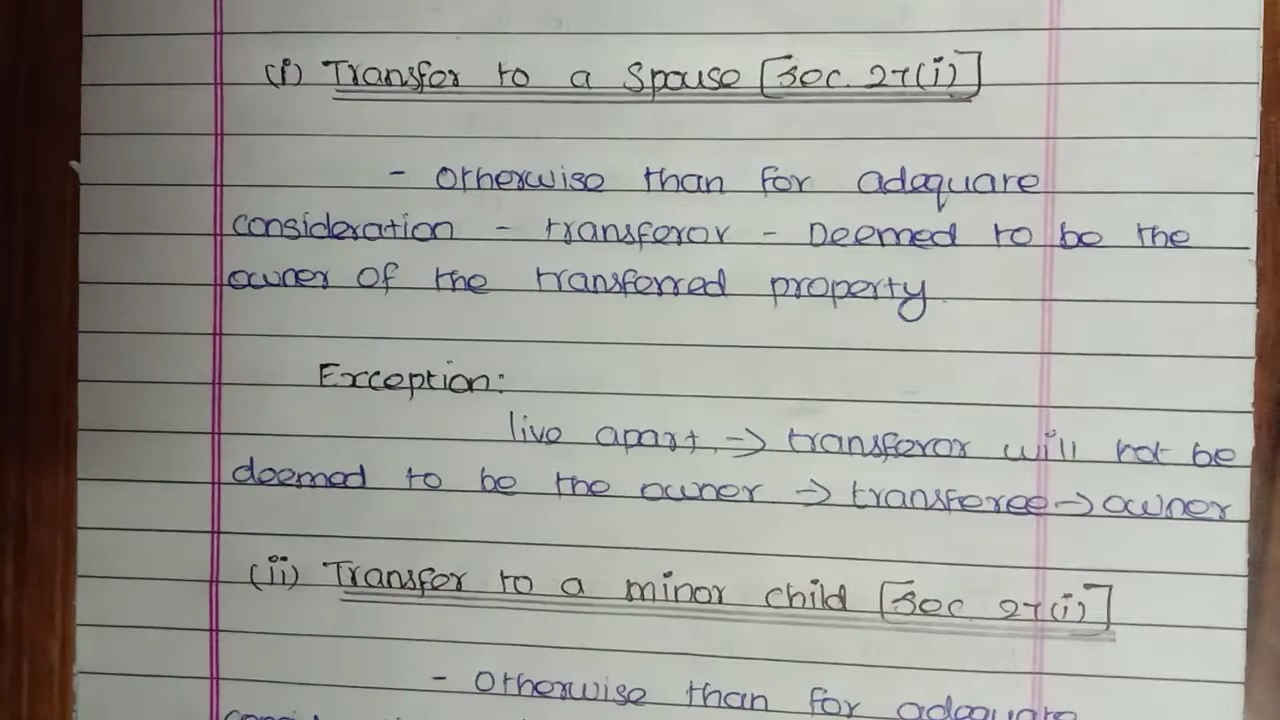 (i) Transfer to a Spouse [Sec. 27(i)]
- Otherwise than for adequate
consideration - transferor - Deemed to be the
owner of the transferred property.
Exception:
live apart, → transferor will not be
deemed to be the owner → transferee → owner
(ii) Transfer to a minor child [Sec 27(i)]
- Otherwise than for adequate